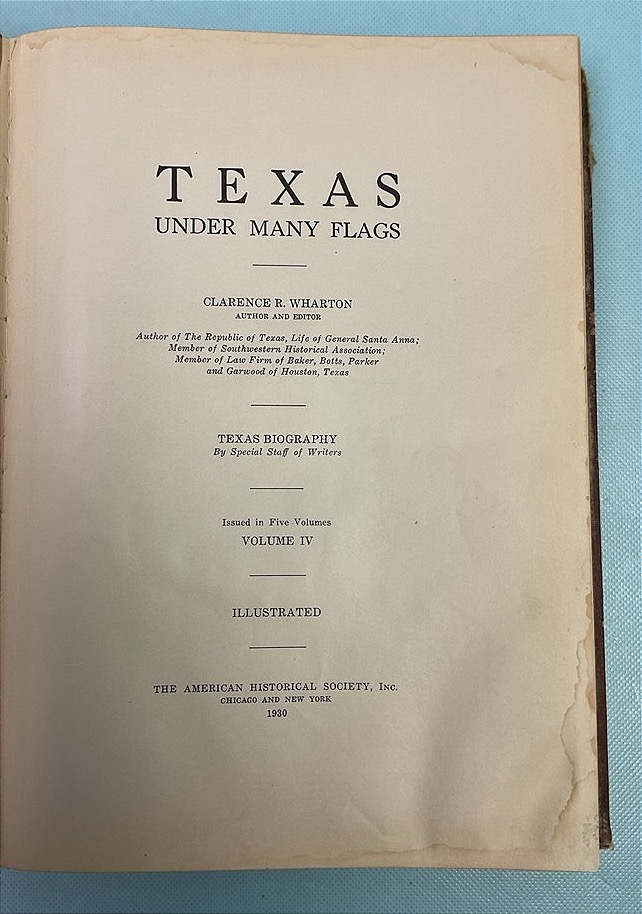 TEXAS
UNDER MANY FLAGS
CLARENCE R. WHARTON
AUTHOR AND EDITOR
Author of The Republic of Texas, Life of General Santa Anna;
Member of Southwestern Historical Association;
Member of Law Firm of Baker, Botts, Parker
and Garwood of Houston, Texas
TEXAS BIOGRAPHY
By Special Staff of Writers
Issued in Five Volumes
VOLUME IV
ILLUSTRATED
THE AMERICAN HISTORICAL SOCIETY, INC.
CHICAGO AND NEW YORK
1930